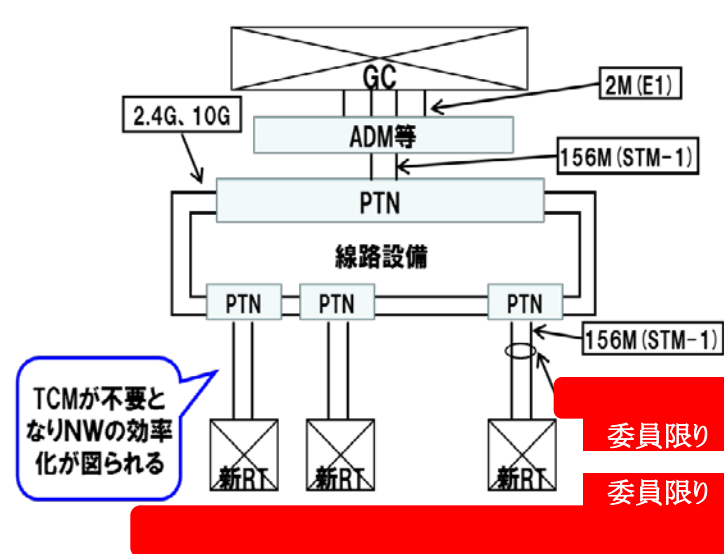 GC
2M(E1)
2.4G、10G
ADM等
156M(STM-1)
PTN
線路設備
PTN
PTN
PTN
156M(STM-1)
TCMが不要と
なりNWの効率
化が図られる
委員限り
新RT
新RT
新RT
委員限り